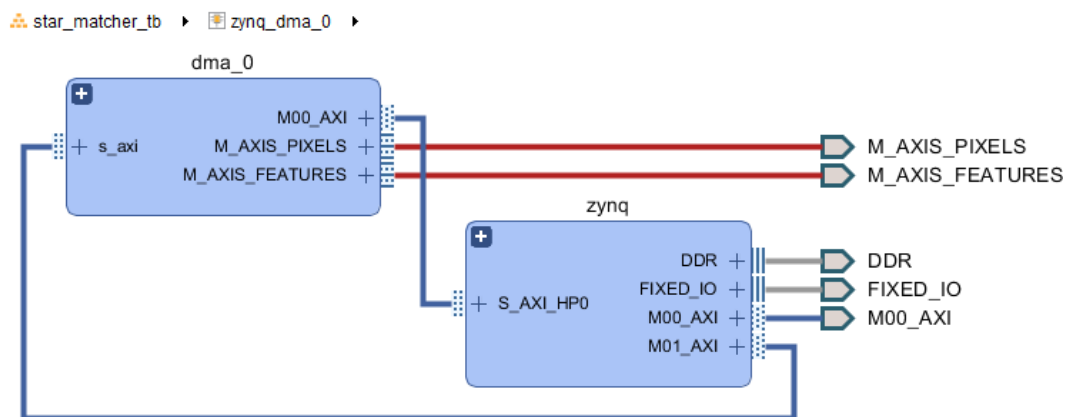 star_matcher_tb zynq_dma_0
dma_0
M00_AXI
s_axi M_AXIS_PIXELS
M_AXIS_FEATURES
M_AXIS_PIXELS
M_AXIS_FEATURES
zynq
DDR
FIXED_IO
S_AXI_HP0
M00_AXI
M01_AXI
DDR
FIXED_IO
M00_AXI